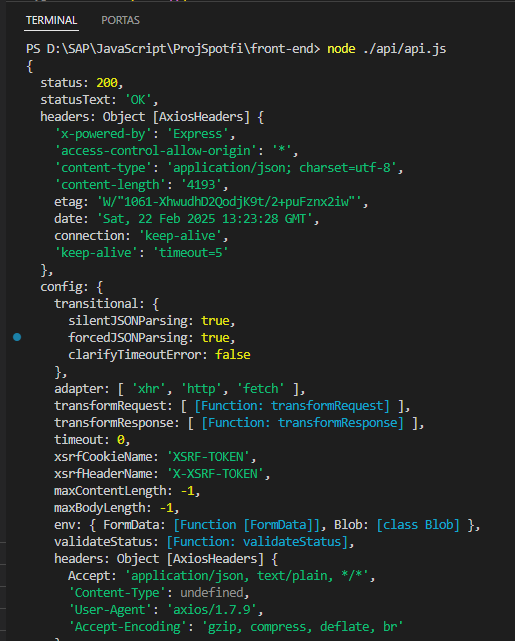 TERMINAL PORTAS
PS D:\SAP\JavaScript\ProjSpotfi\front-end> node ./api/api.js
{
  status: 200,
  statusText: 'OK',
  headers: Object [AxiosHeaders] {
    'x-powered-by': 'Express',
    'access-control-allow-origin': '*',
    'content-type': 'application/json; charset=utf-8',
    'content-length': '4193',
    etag: 'W/"1061-XhwudhD2QodjK9t/2+puFznx2iw"',
    date: 'Sat, 22 Feb 2025 13:23:28 GMT',
    connection: 'keep-alive',
    'keep-alive': 'timeout=5'
  },
  config: {
    transitional: {
      silentJSONParsing: true,
      forcedJSONParsing: true,
      clarifyTimeoutError: false
    },
    adapter: [ 'xhr', 'http', 'fetch' ],
    transformRequest: [ [Function: transformRequest] ],
    transformResponse: [ [Function: transformResponse] ],
    timeout: 0,
    xsrfCookieName: 'XSRF-TOKEN',
    xsrfHeaderName: 'X-XSRF-TOKEN',
    maxContentLength: -1,
    maxBodyLength: -1,
    env: { FormData: [Function [FormData]], Blob: [class Blob] },
    validateStatus: [Function: validateStatus],
    headers: Object [AxiosHeaders] {
      Accept: 'application/json, text/plain, */*',
      'Content-Type': undefined,
      'User-Agent': 'axios/1.7.9',
      'Accept-Encoding': 'gzip, compress, deflate, br'